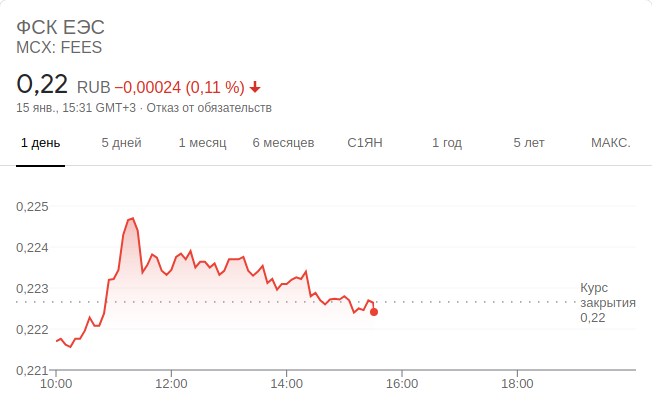 ФСК ЕЭС
MCX: FEES
0,22 RUB −0,00024 (0,11 %) ↓
15 янв., 15:31 GMT+3 · Отказ от обязательств
1 день 5 дней 1 месяц 6 месяцев С1ЯН 1 год 5 лет МАКС.
0,225
0,224
0,223
0,222
0,221
Курс
закрытия
0,22
10:00 12:00 14:00 16:00 18:00